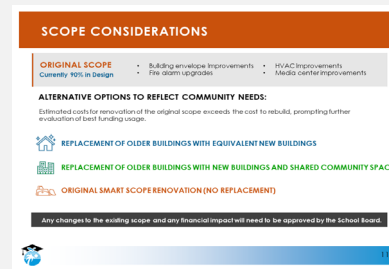 SCOPE CONSIDERATIONS
ORIGINAL SCOPE
Currently 90% in Design
• Building envelope Improvements
• Fire alarm upgrades
• HVAC Improvements
• Media center improvements
ALTERNATIVE OPTIONS TO REFLECT COMMUNITY NEEDS:
Estimated costs for renovation of the original scope exceeds the cost to rebuild, prompting further
evaluation of best funding usage.
REPLACEMENT OF OLDER BUILDINGS WITH EQUIVALENT NEW BUILDINGS
REPLACEMENT OF OLDER BUILDINGS WITH NEW BUILDINGS AND SHARED COMMUNITY SPAC
ORIGINAL SMART SCOPE RENOVATION (NO REPLACEMENT)
Any changes to the existing scope and any financial impact will need to be approved by the School Board.
11